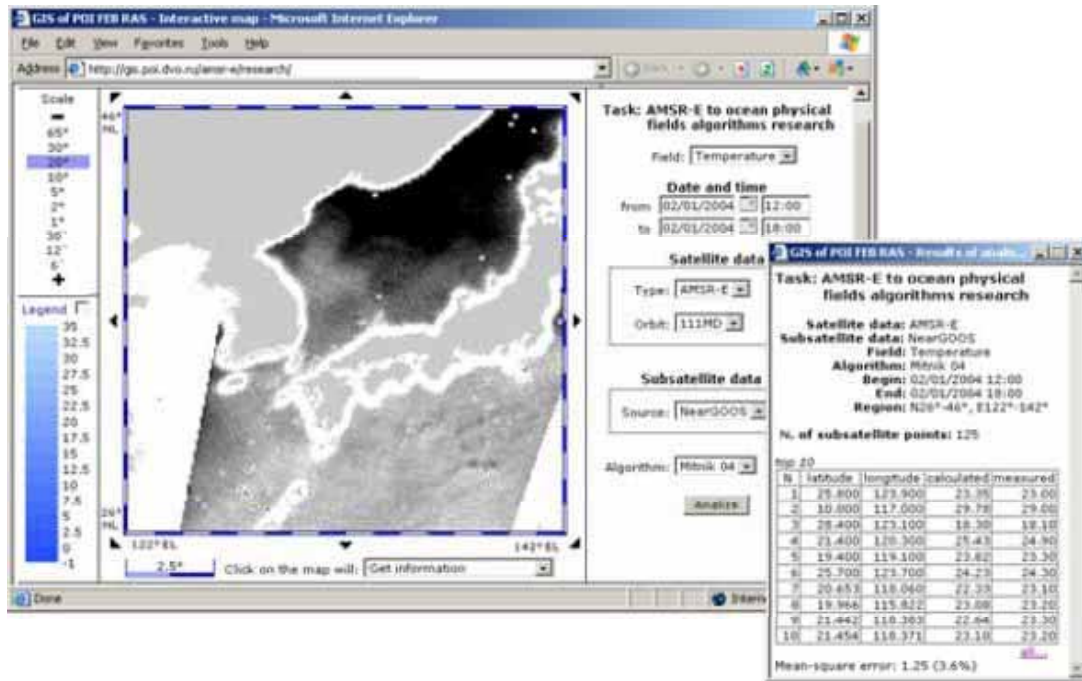 GIS of POI FEB RAS - Interactive map - Microsoft Internet Explorer
File Edit View Favorites Tools Help
Address http://gis.poi.dvo.ru/amsr-e/research/
Scale
65°
30°
20°
10°
5°
2°
1°
30'
12'
6'
Legend
35
32.5
30
27.5
25
22.5
20
17.5
15
12.5
10
7.5
5
2.5
0
-1
46°
NL
26°
NL
122°EL
142°EL
2.5°
Click on the map will: Get information
Task: AMSR-E to ocean physical
fields algorithms research
Field: Temperature
Date and time
from 02/01/2004 12:00
to 02/01/2004 18:00
Satellite data
Type: AMSR-E
Orbit: 111MD
Subsatellite data
Source: NearGOOS
Algorithm: Mitnik 04
Analize
Done
GIS of POI FEB RAS - Results of
Task: AMSR-E to ocean physical
fields algorithms research
Satellite data: AMSR-E
Subsatellite data: NearGOOS
Field: Temperature
Algorithm: Mitnik 04
Begin: 02/01/2004 12:00
End: 02/01/2004 18:00
Region: N26°-46°, E122°-142°
N. of subsatellite points: 125
top 10
N latitude longitude calculated measured
1 25.800 123.900 23.35 23.00
2 10.000 117.000 29.78 29.00
3 28.400 123.100 18.30 18.10
4 21.400 120.300 25.43 24.90
5 19.400 119.100 23.82 23.30
6 25.700 123.700 24.23 24.30
7 20.653 118.060 22.33 23.10
8 19.966 115.822 23.08 23.20
9 21.442 118.383 22.64 23.30
10 21.454 118.371 23.10 23.20
all...
Mean-square error: 1.25 (3.6%)